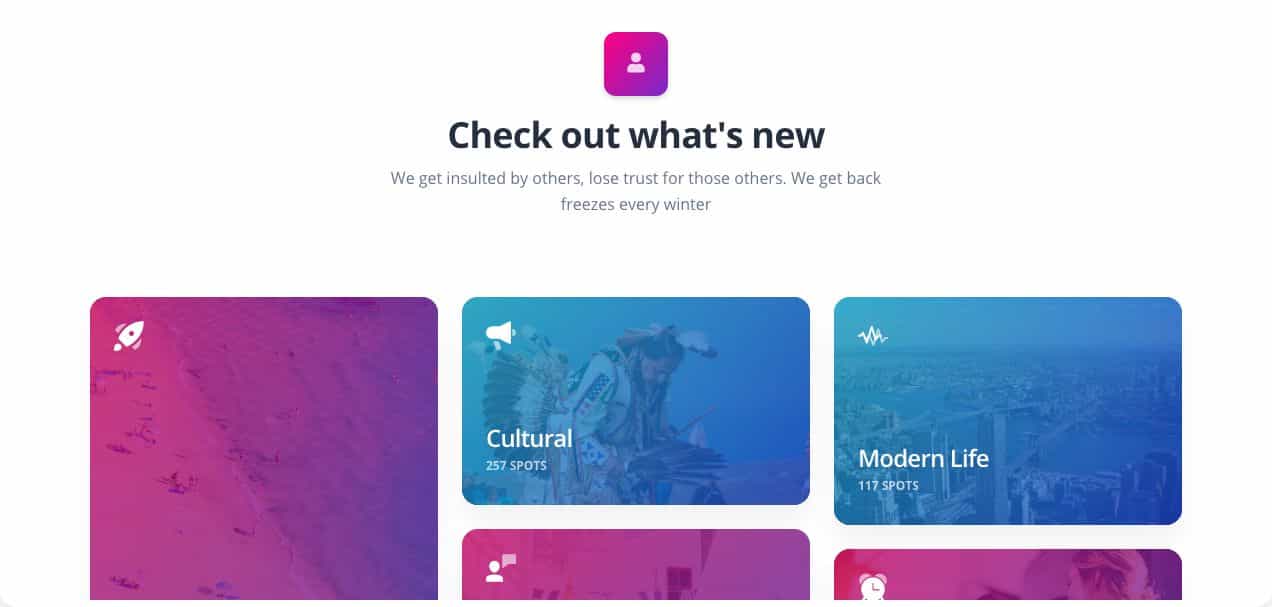 Check out what's new
We get insulted by others, lose trust for those others. We get back
freezes every winter
Cultural
257 SPOTS
Modern Life
117 SPOTS